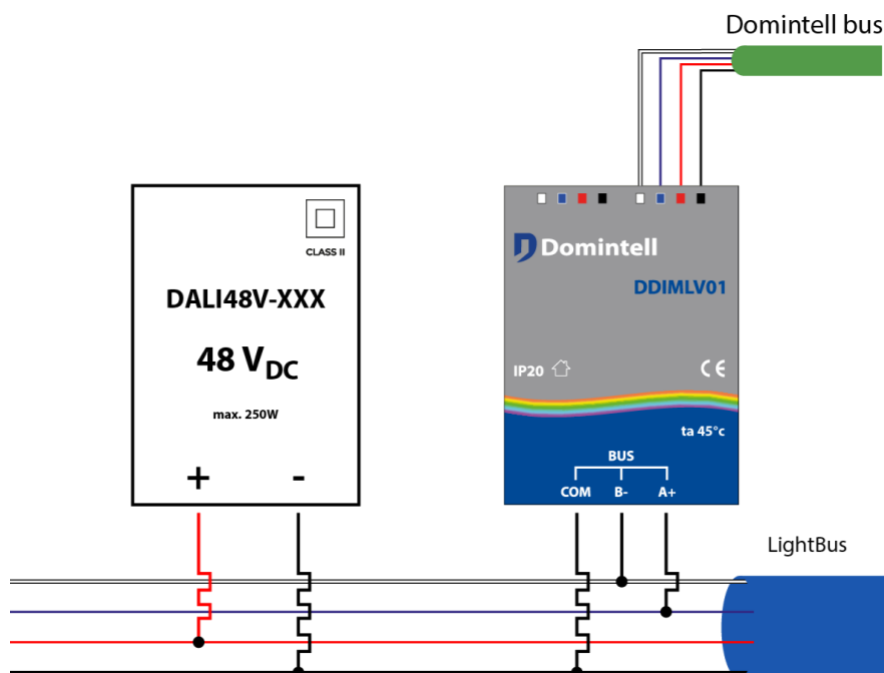 Domintell bus
CLASS II
DALI48V-XXX
48 VDC
max. 250W
+ -
Domintell
DDIMLV01
IP20 CE
ta 45°c
BUS
COM B- A+
LightBus